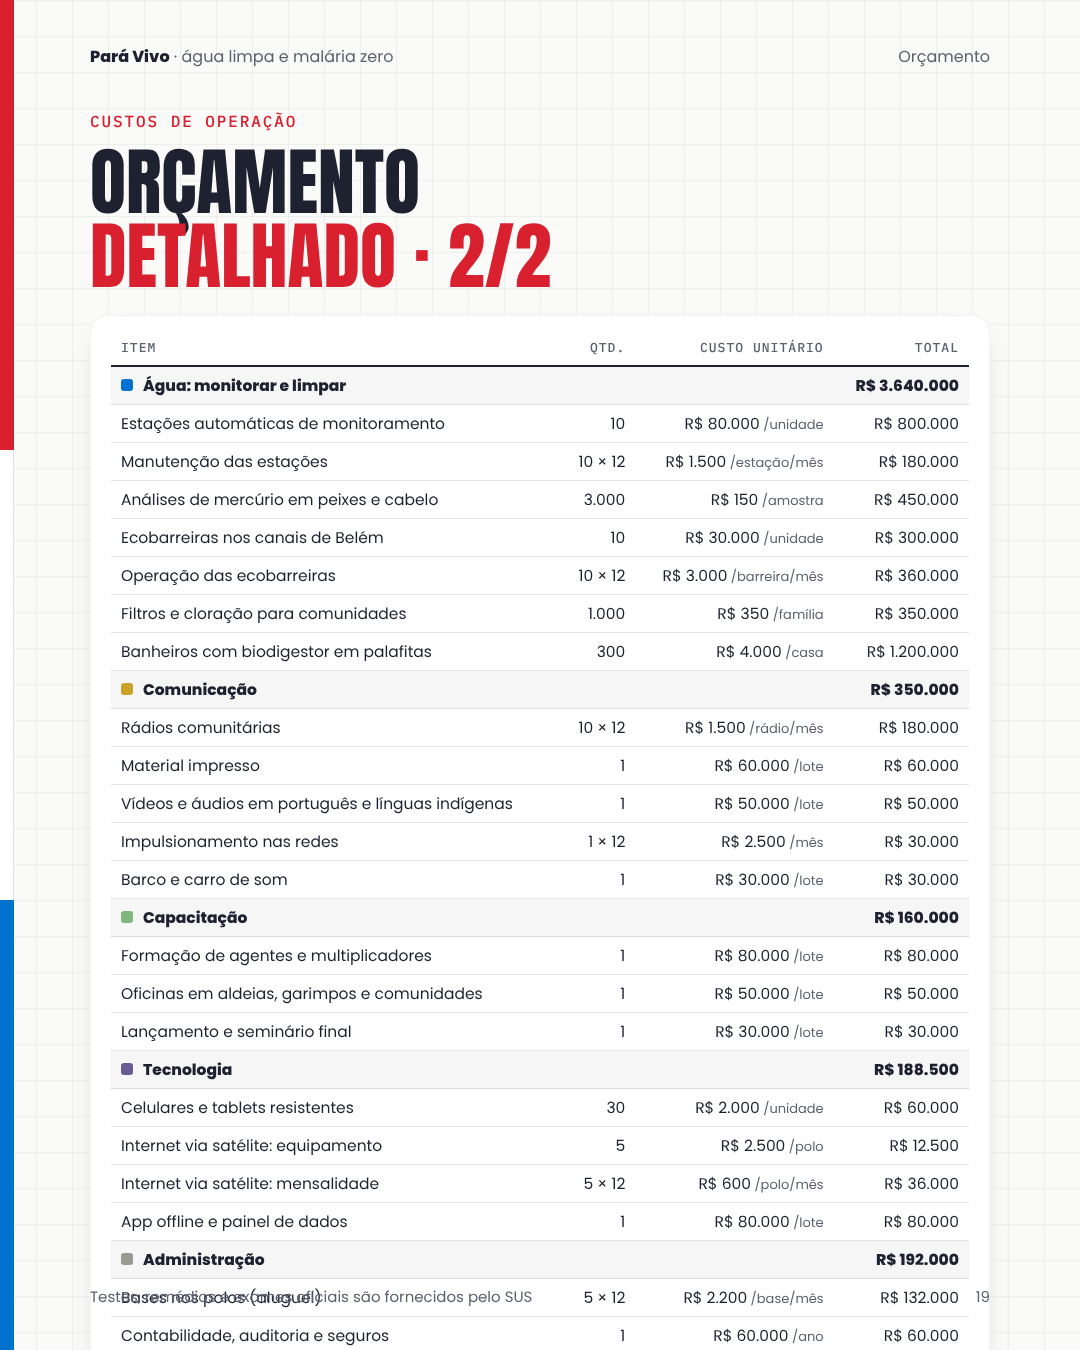 Pará Vivo · água limpa e malária zero
Orçamento
CUSTOS DE OPERAÇÃO
ORÇAMENTO
DETALHADO · 2/2
ITEM QTD. CUSTO UNITÁRIO TOTAL
Água: monitorar e limpar R$ 3.640.000
Estações automáticas de monitoramento 10 R$ 80.000 /unidade R$ 800.000
Manutenção das estações 10 × 12 R$ 1.500 /estação/mês R$ 180.000
Análises de mercúrio em peixes e cabelo 3.000 R$ 150 /amostra R$ 450.000
Ecobarreiras nos canais de Belém 10 R$ 30.000 /unidade R$ 300.000
Operação das ecobarreiras 10 × 12 R$ 3.000 /barreira/mês R$ 360.000
Filtros e cloração para comunidades 1.000 R$ 350 /família R$ 350.000
Banheiros com biodigestor em palafitas 300 R$ 4.000 /casa R$ 1.200.000
Comunicação R$ 350.000
Rádios comunitárias 10 × 12 R$ 1.500 /rádio/mês R$ 180.000
Material impresso 1 R$ 60.000 /lote R$ 60.000
Vídeos e áudios em português e línguas indígenas 1 R$ 50.000 /lote R$ 50.000
Impulsionamento nas redes 1 × 12 R$ 2.500 /mês R$ 30.000
Barco e carro de som 1 R$ 30.000 /lote R$ 30.000
Capacitação R$ 160.000
Formação de agentes e multiplicadores 1 R$ 80.000 /lote R$ 80.000
Oficinas em aldeias, garimpos e comunidades 1 R$ 50.000 /lote R$ 50.000
Lançamento e seminário final 1 R$ 30.000 /lote R$ 30.000
Tecnologia R$ 188.500
Celulares e tablets resistentes 30 R$ 2.000 /unidade R$ 60.000
Internet via satélite: equipamento 5 R$ 2.500 /polo R$ 12.500
Internet via satélite: mensalidade 5 × 12 R$ 600 /polo/mês R$ 36.000
App offline e painel de dados 1 R$ 80.000 /lote R$ 80.000
Administração R$ 192.000
Bases nos polos (aluguel) 5 × 12 R$ 2.200 /base/mês R$ 132.000
Testes, remédios e exames oficiais são fornecidos pelo SUS 19
Contabilidade, auditoria e seguros 1 R$ 60.000 /ano R$ 60.000